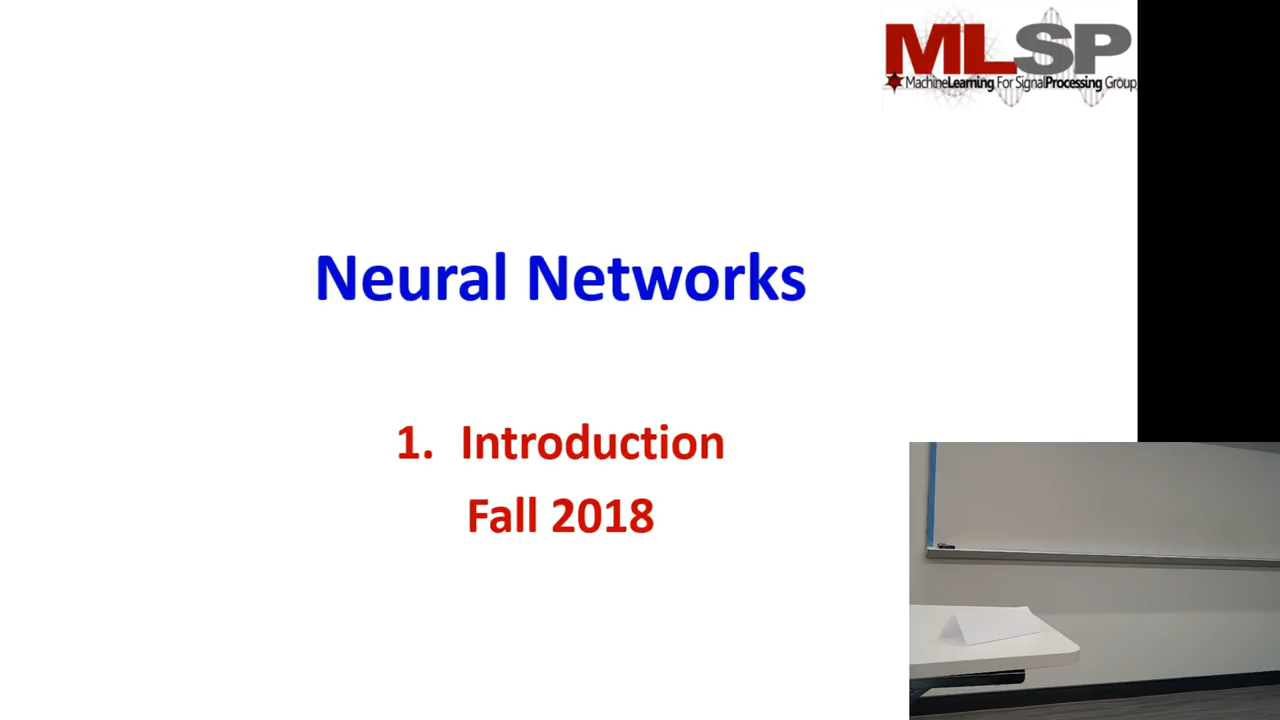 MLSP
MachineLearning For SignalProcessing Group
Neural Networks
1. Introduction
Fall 2018